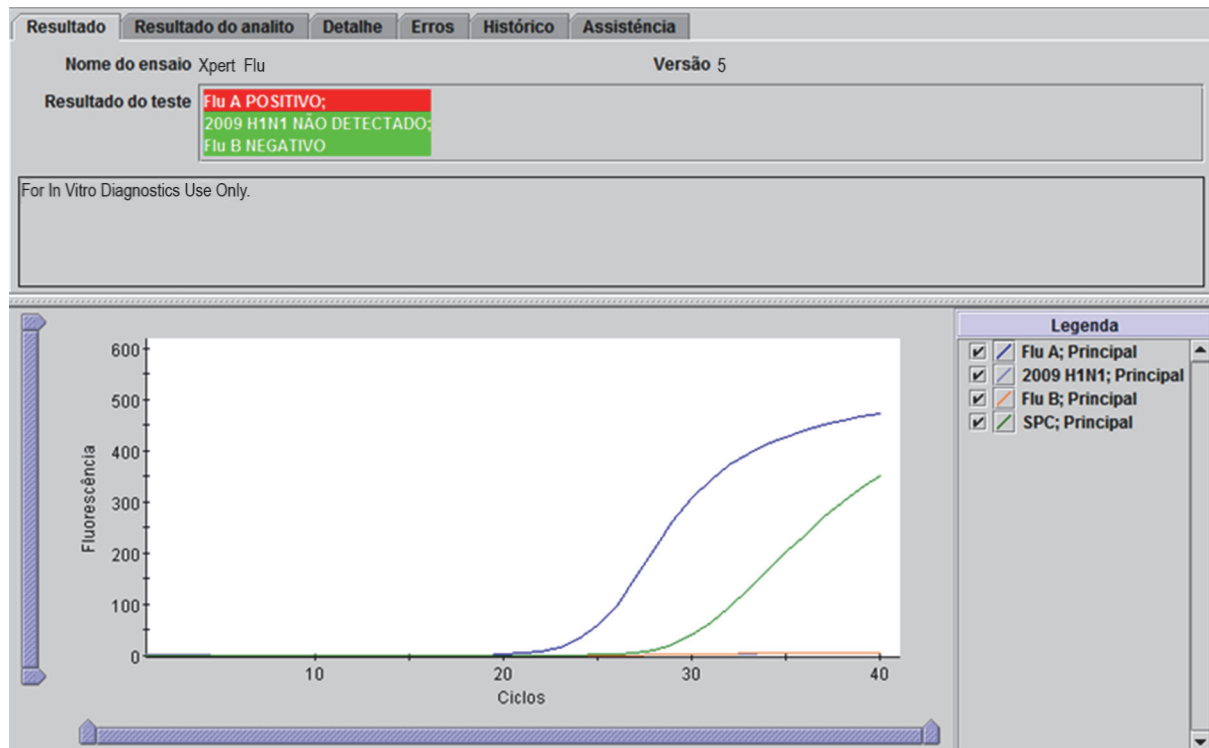 Resultado Resultado do analito Detalhe Erros Histórico Assisténcia
Nome do ensaio Xpert Flu Versão 5
Resultado do teste Flu A POSITIVO;
2009 H1N1 NÃO DETECTADO;
Flu B NEGATIVO
For In Vitro Diagnostics Use Only.
Legenda
Flu A; Principal
2009 H1N1; Principal
Flu B; Principal
SPC; Principal
Fluorescência
600
500
400
300
200
100
0
10 20 30 40
Ciclos